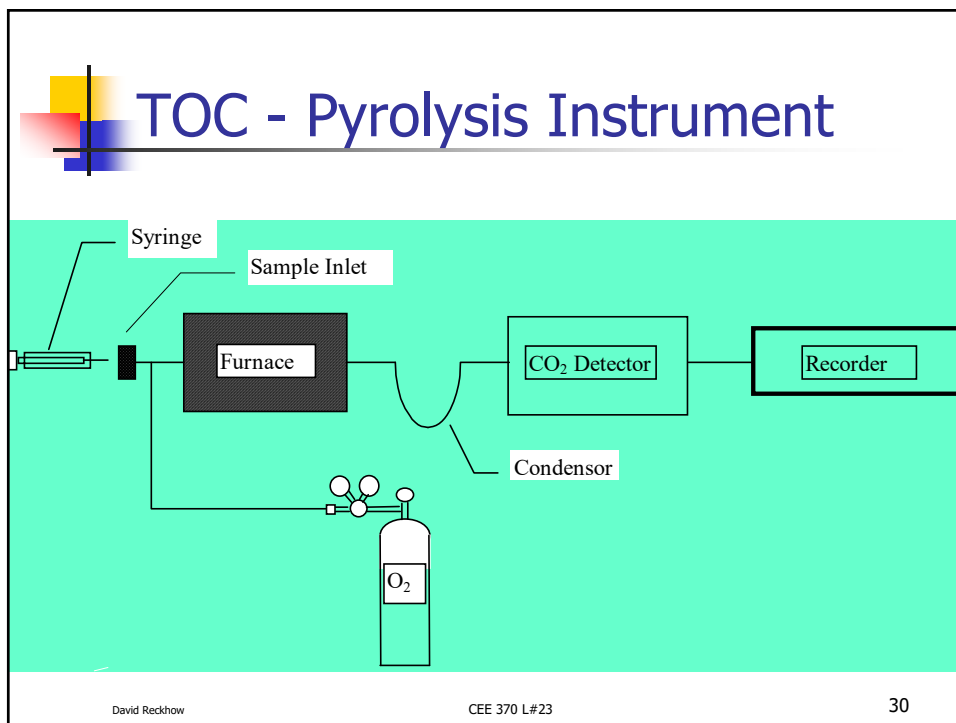 TOC - Pyrolysis Instrument
Syringe
Sample Inlet
Furnace
CO₂ Detector
Recorder
Condensor
O₂
David Reckhow
CEE 370 L#23
30